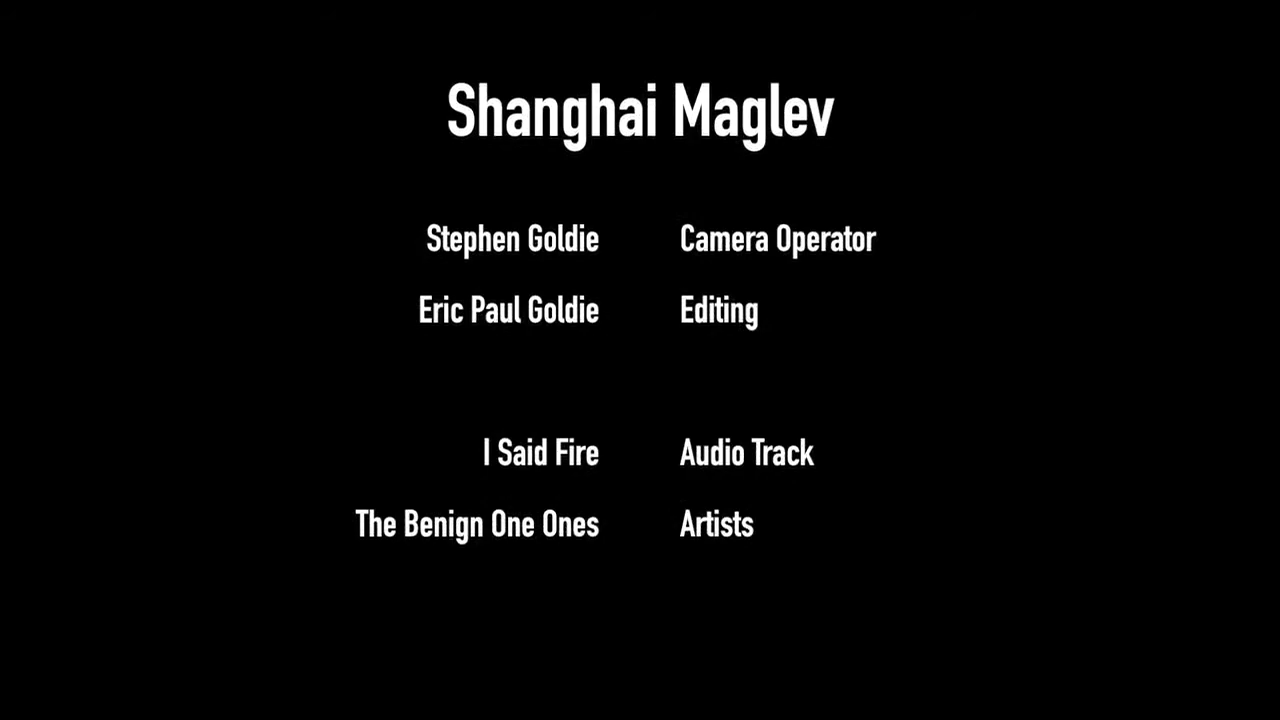 Shanghai Maglev
Stephen Goldie Camera Operator
Eric Paul Goldie Editing
I Said Fire Audio Track
The Benign One Ones Artists